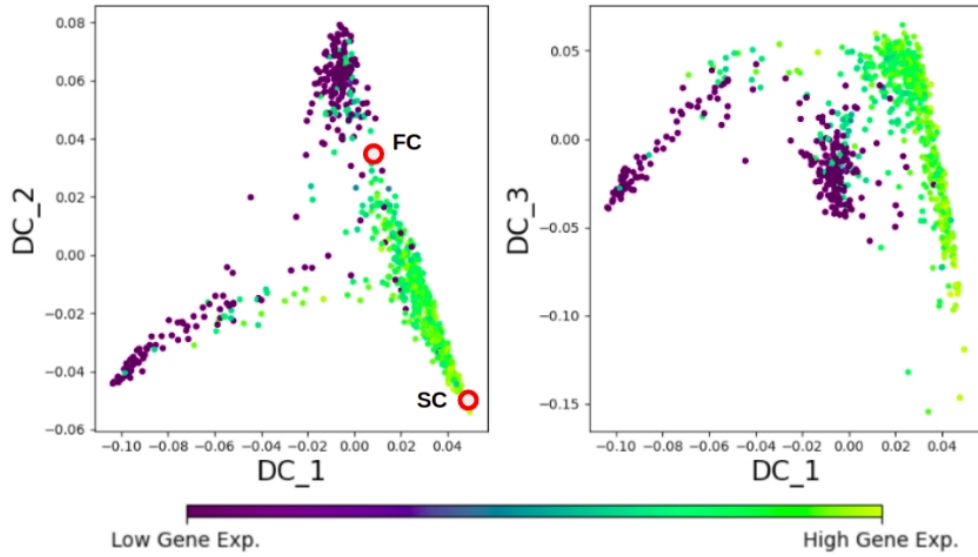 0.08
0.06
0.04
0.02
0.00
−0.02
−0.04
−0.06
DC_2
FC
SC
−0.10 −0.08 −0.06 −0.04 −0.02 0.00 0.02 0.04
DC_1
0.05
0.00
−0.05
−0.10
−0.15
DC_3
−0.10 −0.08 −0.06 −0.04 −0.02 0.00 0.02 0.04
DC_1
Low Gene Exp. High Gene Exp.